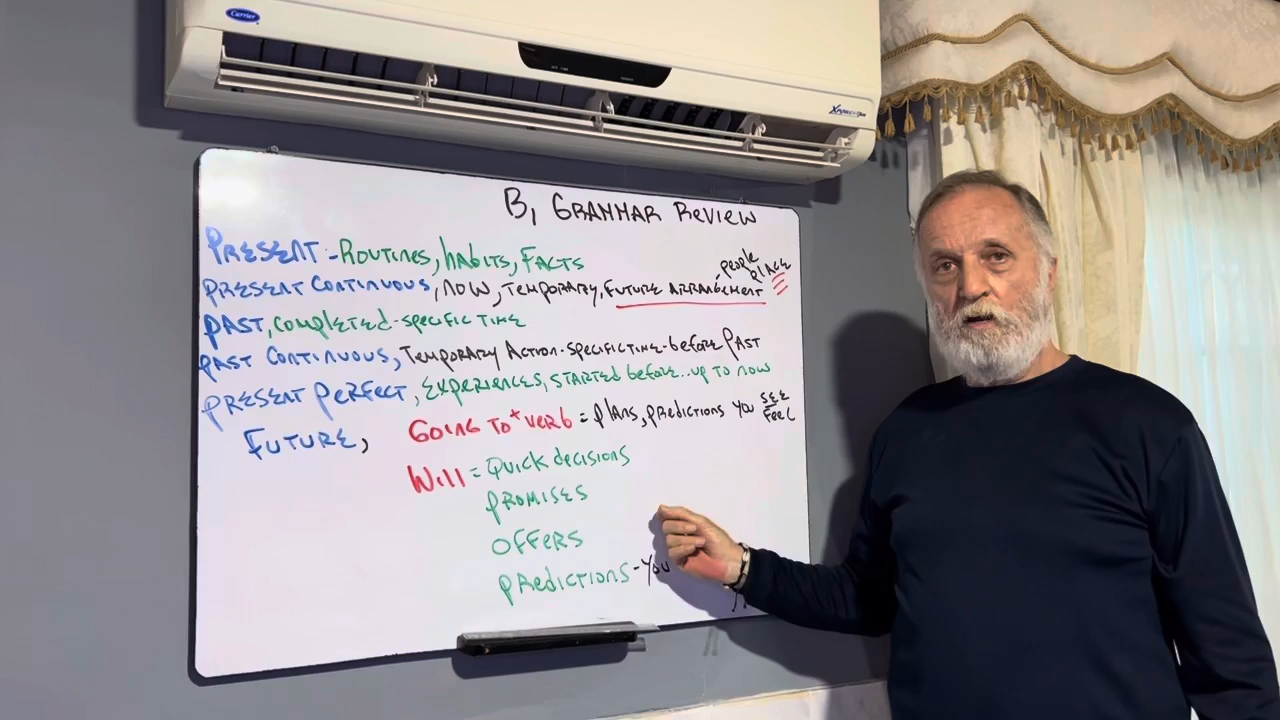 Carrier
Xpower
B1 GRAMMAR REVIEW
PRESENT - ROUTINES, HABITS, FACTS
people
PLACE
PRESENT CONTINUOUS, NOW, TEMPORARY, FUTURE ARRANGEMENT
PAST, COMPLETED - SPECIFIC TIME
PAST CONTINUOUS, TEMPORARY ACTION - SPECIFIC TIME - before PAST
PRESENT PERFECT, EXPERIENCES, STARTED before... UP TO NOW
FUTURE, GOING TO + VERB = plans, predictions YOU SEE
FEEL
Will = QUICK decisions
PROMISES
OFFERS
PREDICTIONS - YOU